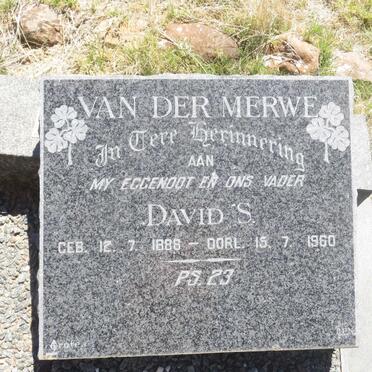 VAN DER MERWE
In Tere Herinnering
AAN
MY EGGENOOT EN ONS VADER
DAVID S.
GEB. 12. 7. 1888 – OORL. 15. 7. 1960
PS. 23